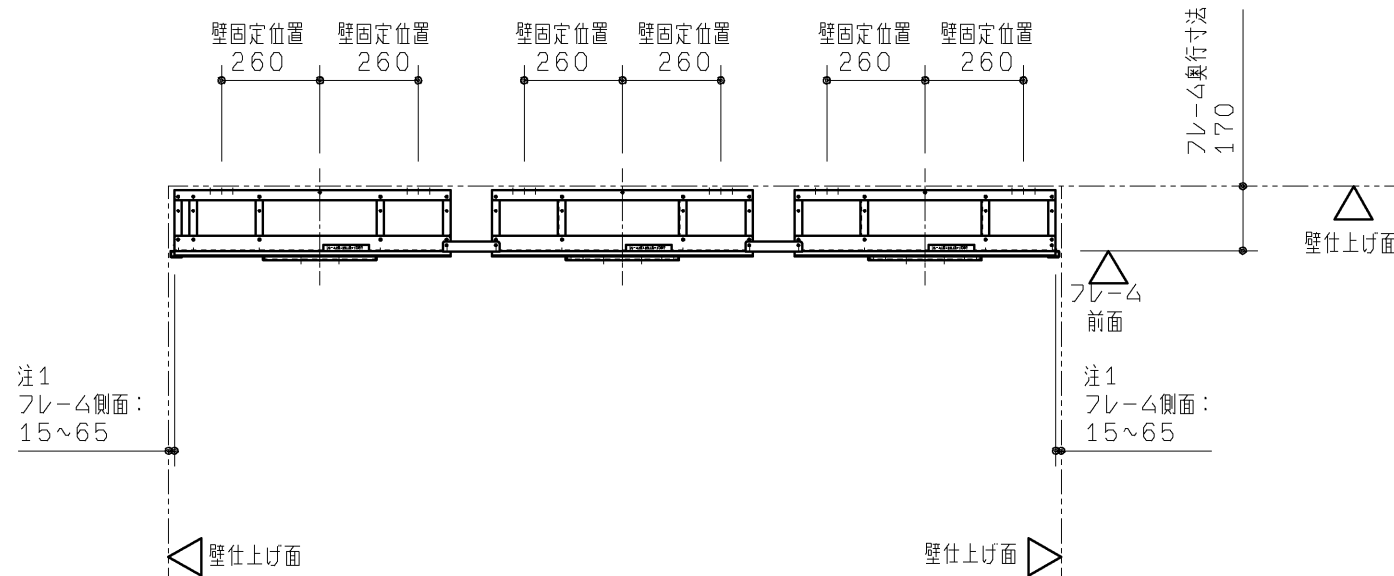 壁固定位置
260
壁固定位置
260
壁固定位置
260
壁固定位置
260
壁固定位置
260
壁固定位置
260
フレーム奥行寸法
170
壁仕上げ面
フレーム
前面
注1
フレーム側面：
15~65
注1
フレーム側面：
15~65
壁仕上げ面
壁仕上げ面